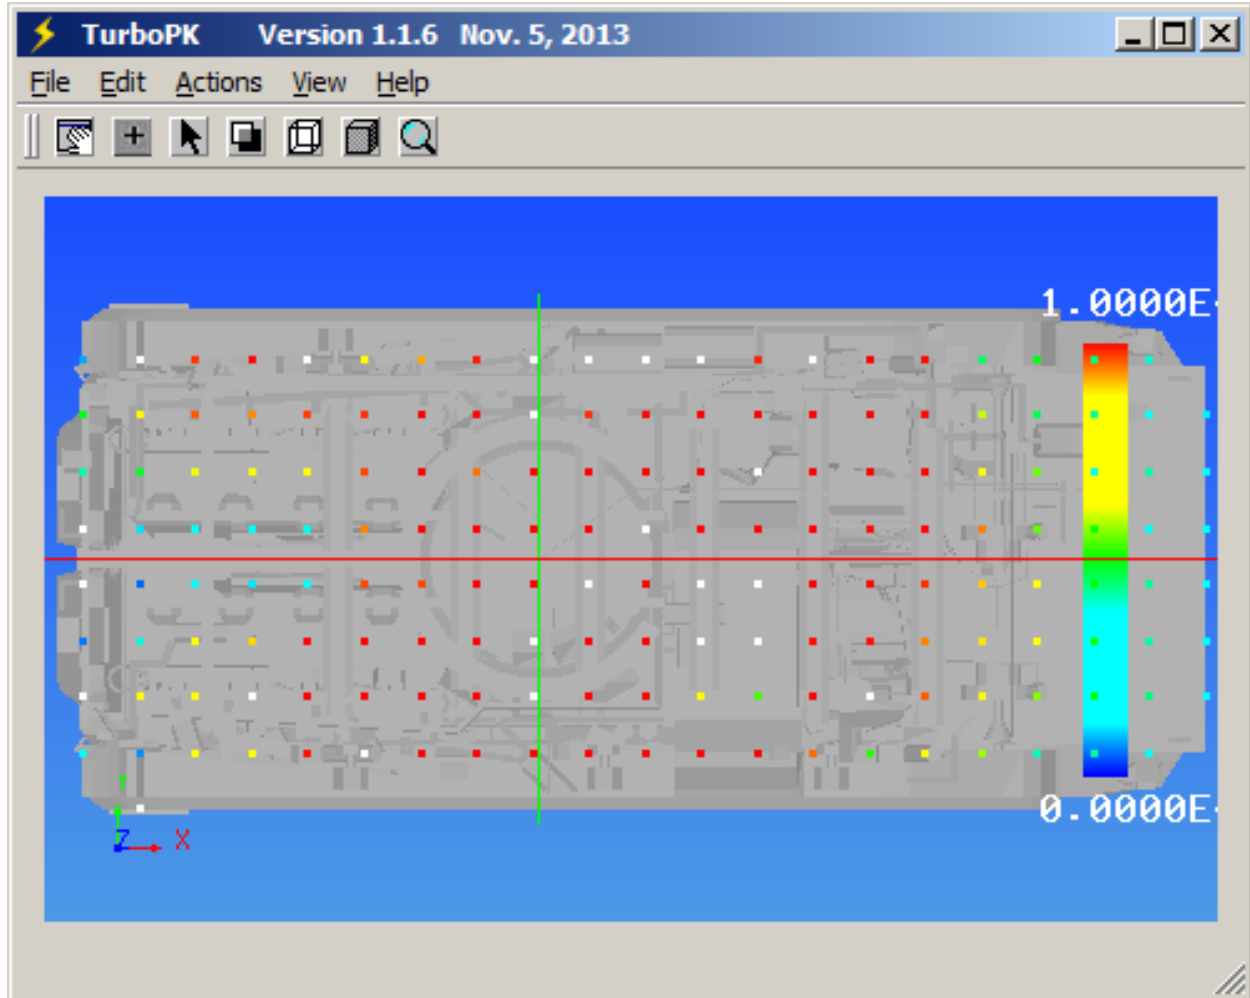 TurboPK Version 1.1.6 Nov. 5, 2013
File Edit Actions View Help
1.0000E
0.0000E
Y
Z X